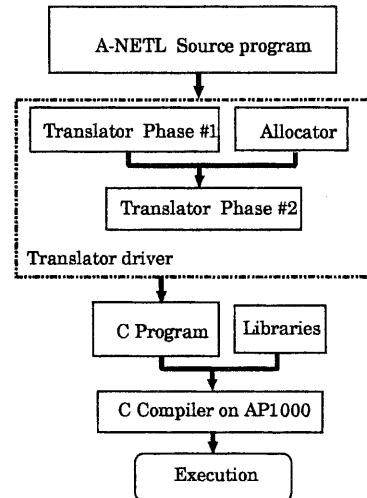 A-NETL Source program
Translator Phase #1
Allocator
Translator Phase #2
Translator driver
C Program
Libraries
C Compiler on AP1000
Execution